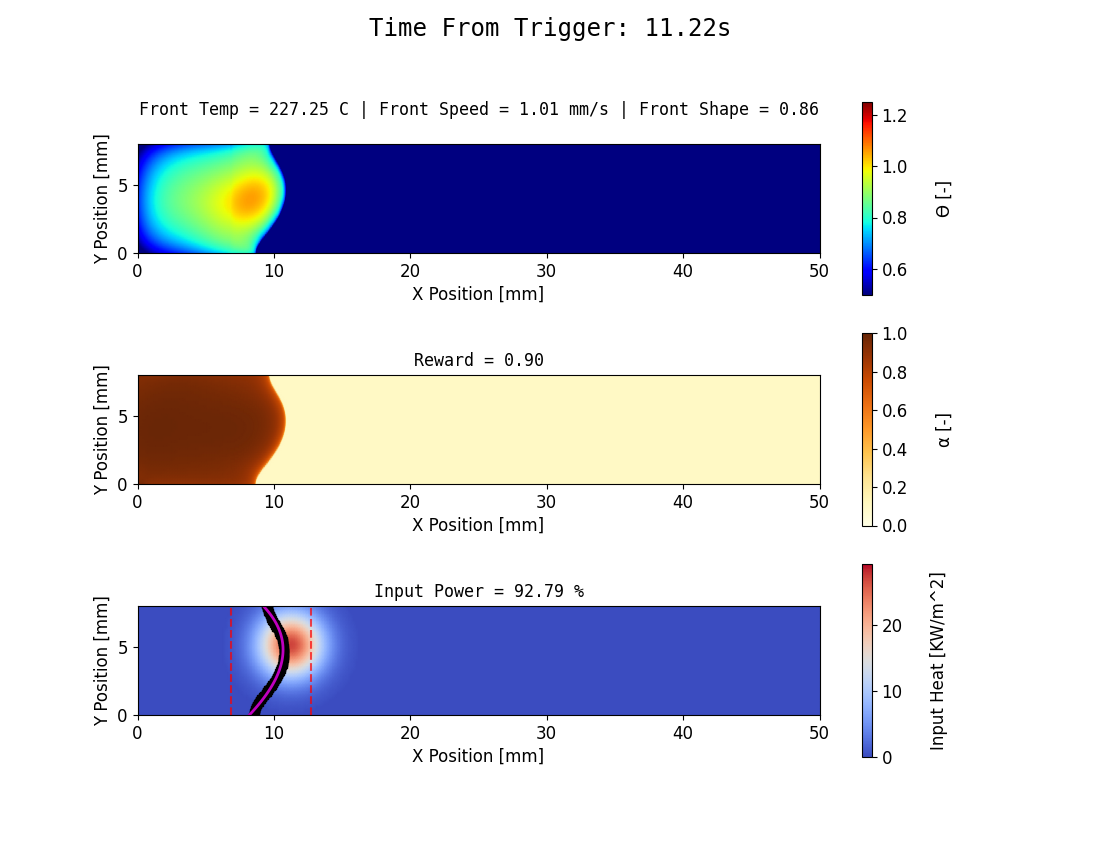 Time From Trigger: 11.22s
Front Temp = 227.25 C | Front Speed = 1.01 mm/s | Front Shape = 0.86
Y Position [mm]
5
0
0 10 20 30 40 50
X Position [mm]
1.2
1.0
0.8
0.6
Θ [-]
Reward = 0.90
Y Position [mm]
5
0
0 10 20 30 40 50
X Position [mm]
1.0
0.8
0.6
0.4
0.2
0.0
α [-]
Input Power = 92.79 %
Y Position [mm]
5
0
0 10 20 30 40 50
X Position [mm]
20
10
0
Input Heat [KW/m^2]